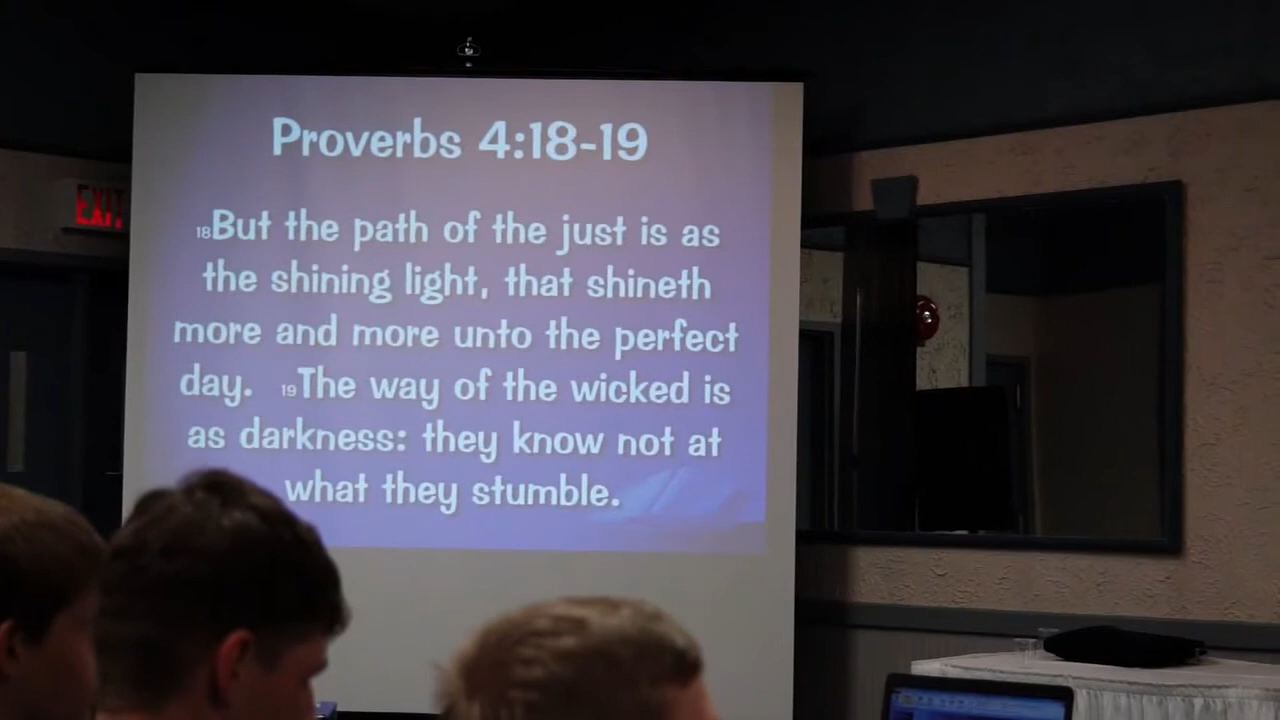 Proverbs 4:18-19
18But the path of the just is as
the shining light, that shineth
more and more unto the perfect
day. 19The way of the wicked is
as darkness: they know not at
what they stumble.
EXIT